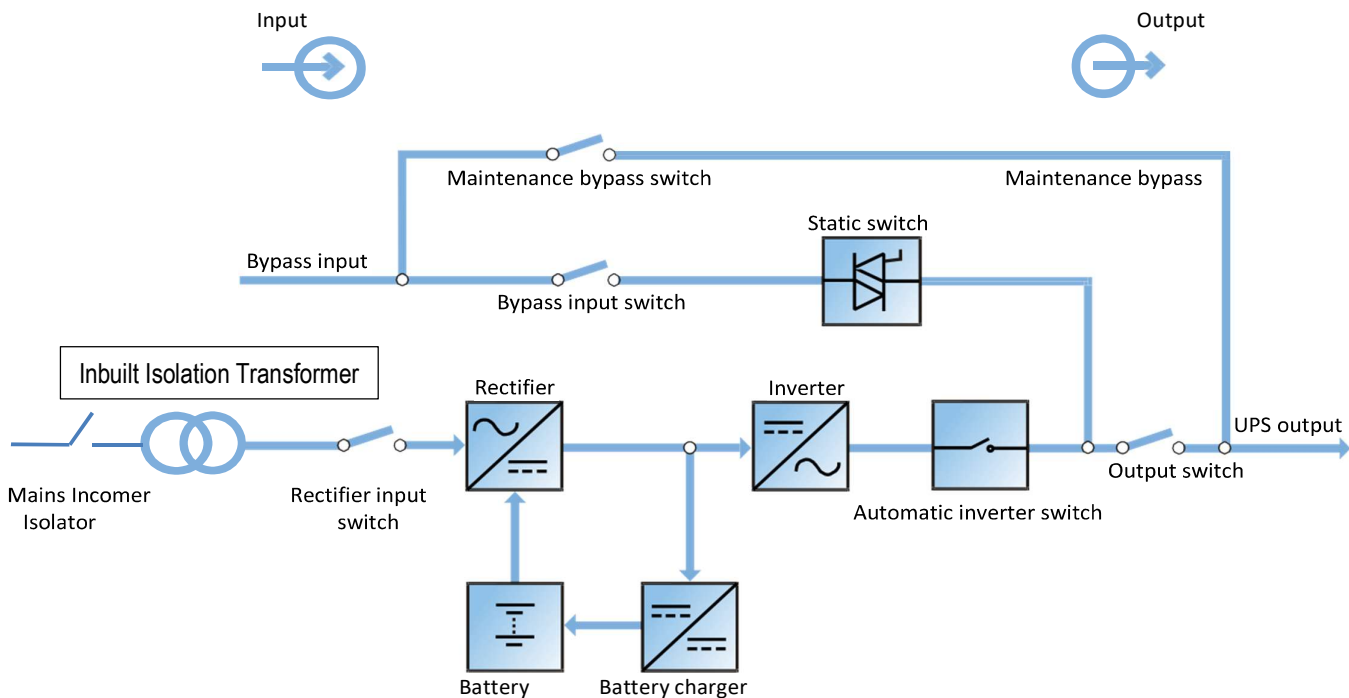 Input
Output
Maintenance bypass switch
Maintenance bypass
Static switch
Bypass input
Bypass input switch
Inbuilt Isolation Transformer
Rectifier
Inverter
UPS output
Output switch
Mains Incomer
Isolator
Rectifier input
switch
Automatic inverter switch
Battery
Battery charger